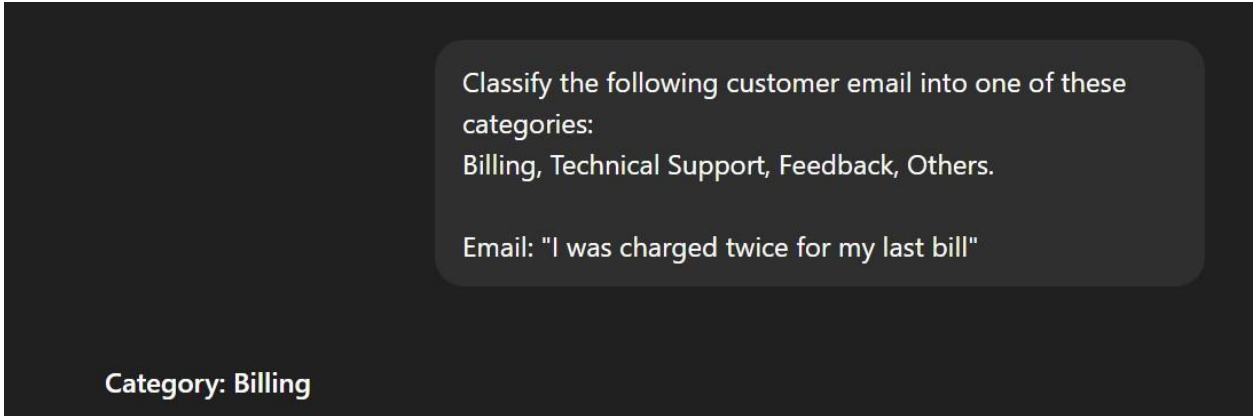 Classify the following customer email into one of these
categories:
Billing, Technical Support, Feedback, Others.
Email: "I was charged twice for my last bill"
Category: Billing